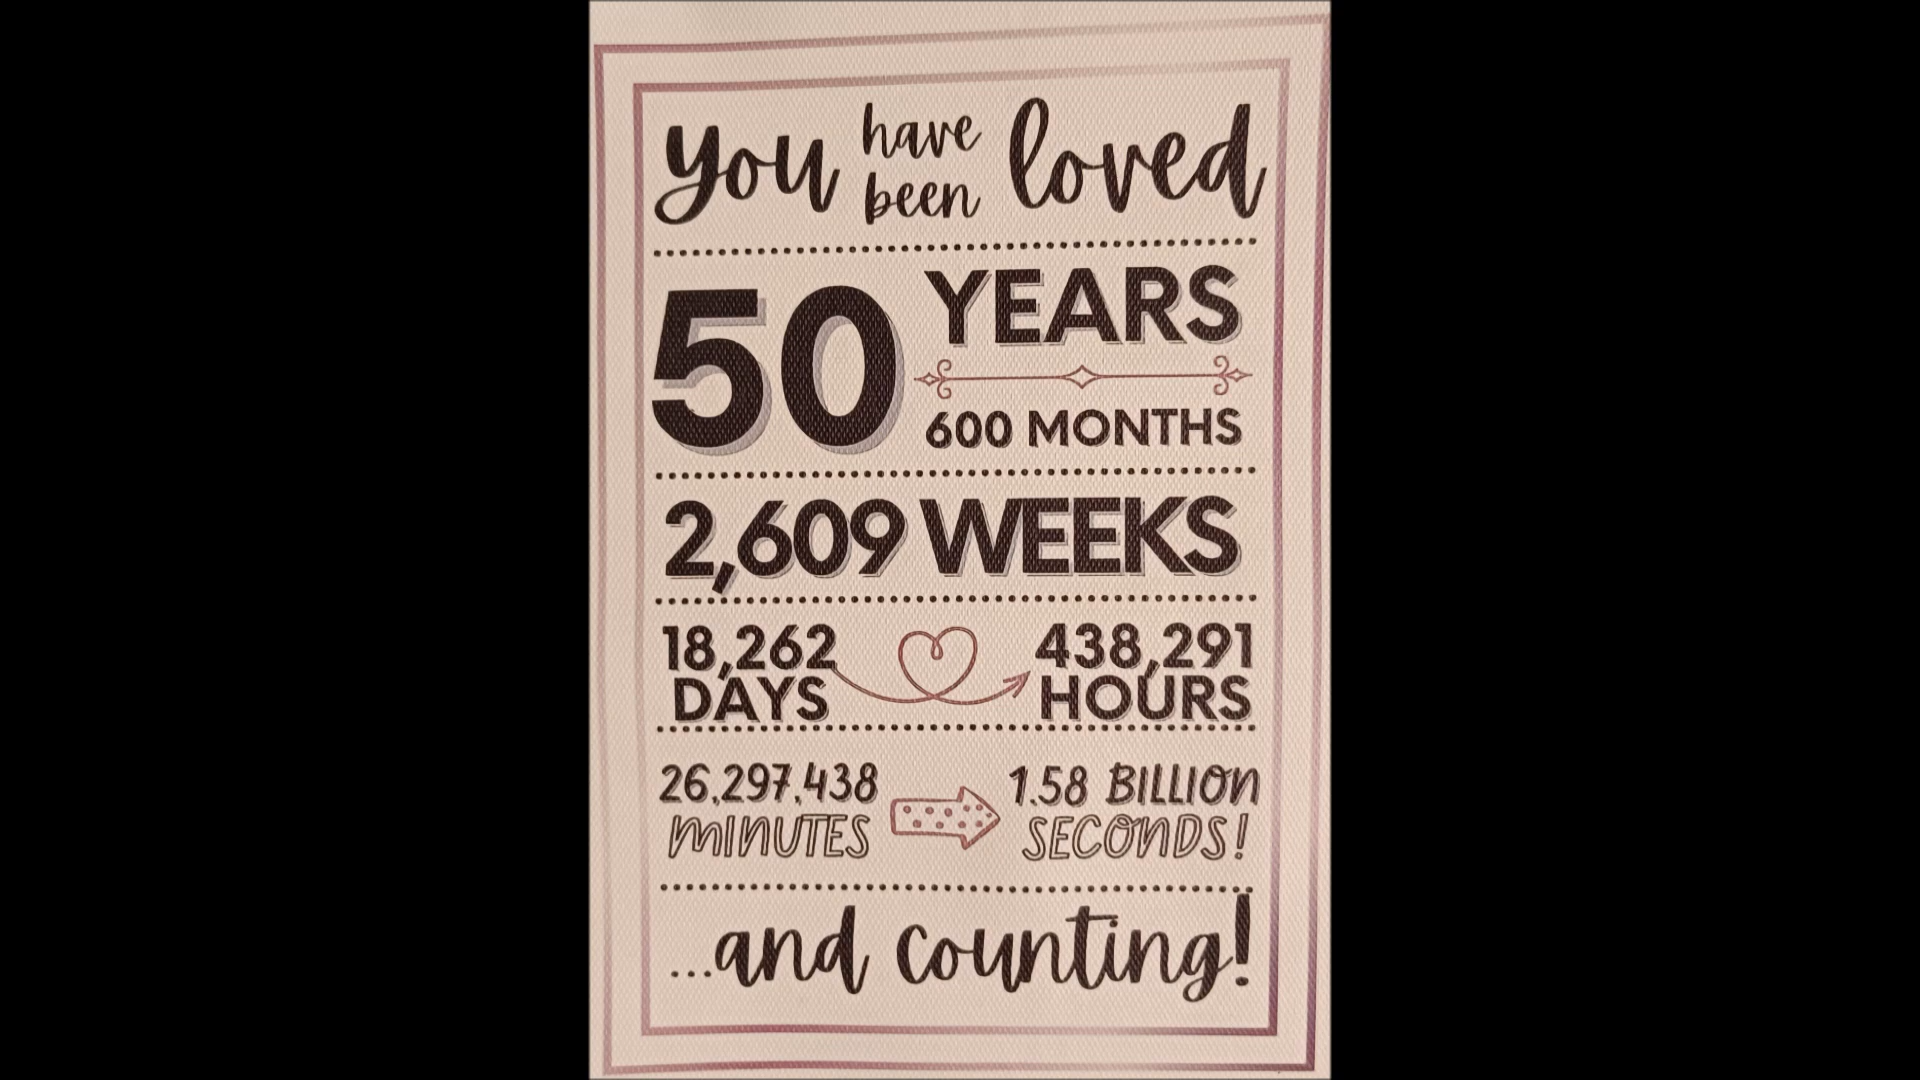 You have been loved
50 YEARS
600 MONTHS
2,609 WEEKS
18,262 DAYS
438,291 HOURS
26,297,438 MINUTES
1.58 BILLION SECONDS!
...and counting!